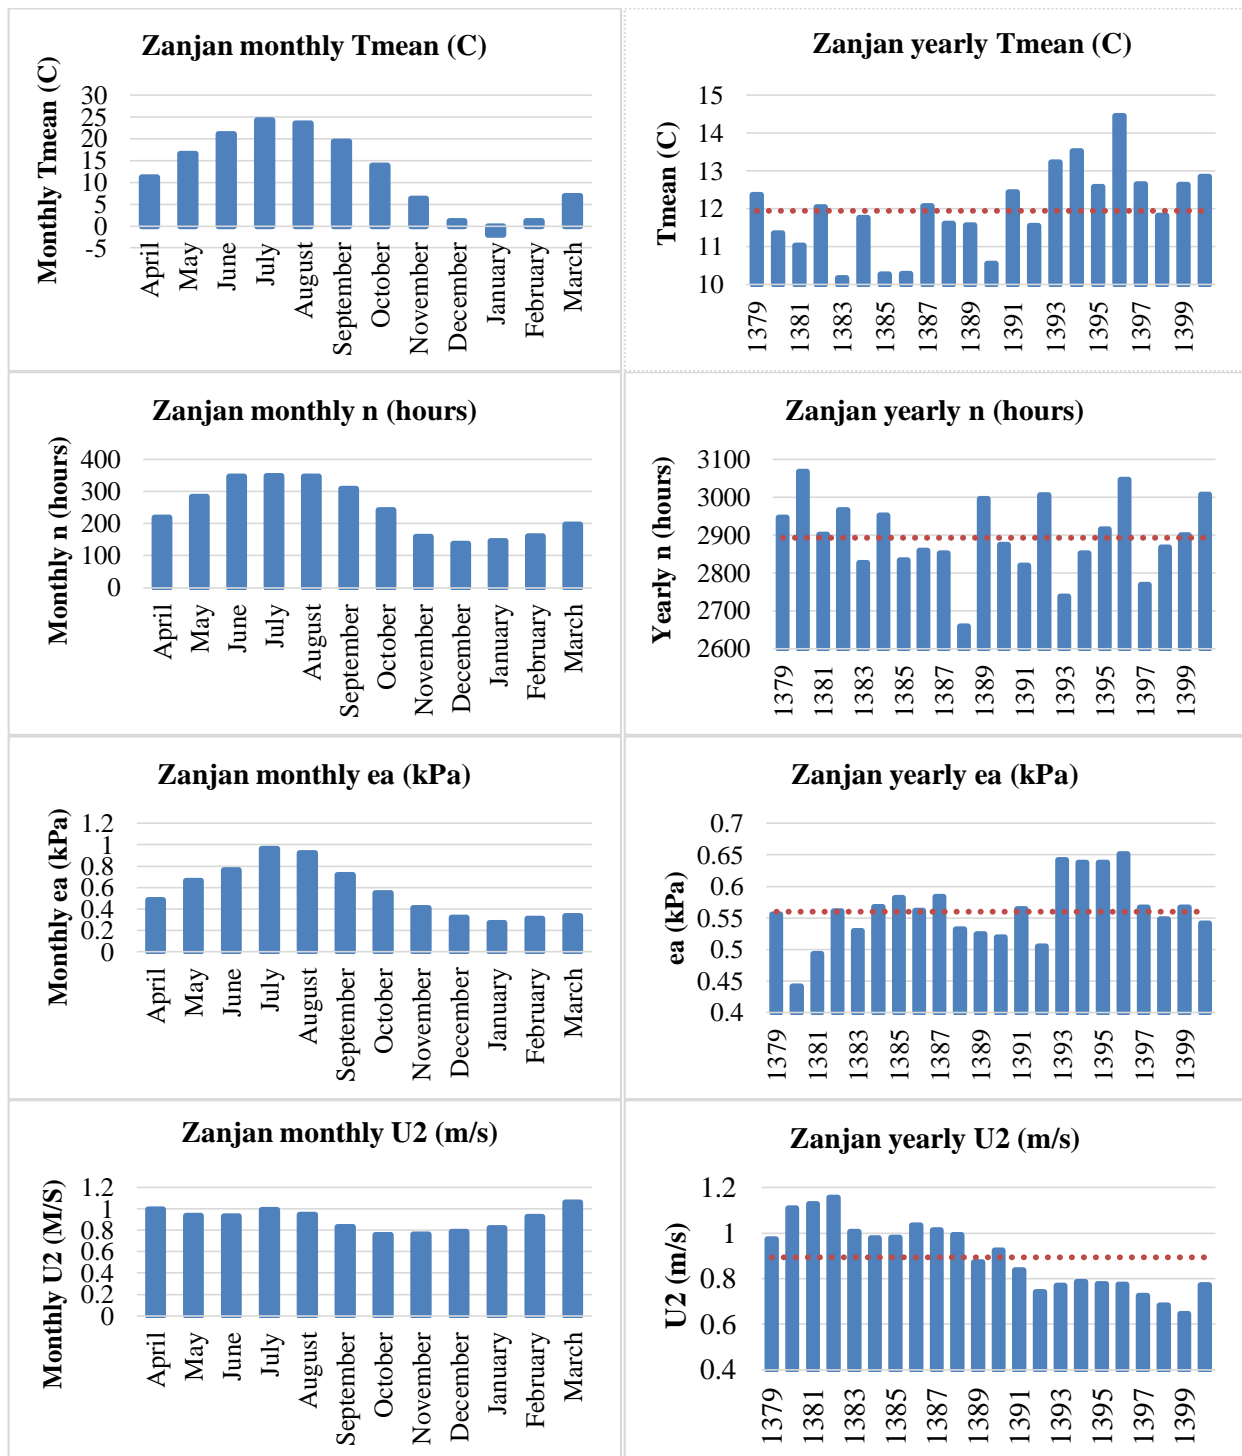 Zanjan monthly Tmean (C)
Monthly Tmean (C)
30
25
20
15
10
5
0
-5
April
May
June
July
August
September
October
November
December
January
February
March
Zanjan yearly Tmean (C)
Tmean (C)
15
14
13
12
11
10
1379
1381
1383
1385
1387
1389
1391
1393
1395
1397
1399
Zanjan monthly n (hours)
Monthly n (hours)
400
300
200
100
0
April
May
June
July
August
September
October
November
December
January
February
March
Zanjan yearly n (hours)
Yearly n (hours)
3100
3000
2900
2800
2700
2600
1379
1381
1383
1385
1387
1389
1391
1393
1395
1397
1399
Zanjan monthly ea (kPa)
Monthly ea (kPa)
1.2
1
0.8
0.6
0.4
0.2
0
April
May
June
July
August
September
October
November
December
January
February
March
Zanjan yearly ea (kPa)
ea (kPa)
0.7
0.65
0.6
0.55
0.5
0.45
0.4
1379
1381
1383
1385
1387
1389
1391
1393
1395
1397
1399
Zanjan monthly U2 (m/s)
Monthly U2 (M/S)
1.2
1
0.8
0.6
0.4
0.2
0
April
May
June
July
August
September
October
November
December
January
February
March
Zanjan yearly U2 (m/s)
U2 (m/s)
1.2
1
0.8
0.6
0.4
1379
1381
1383
1385
1387
1389
1391
1393
1395
1397
1399